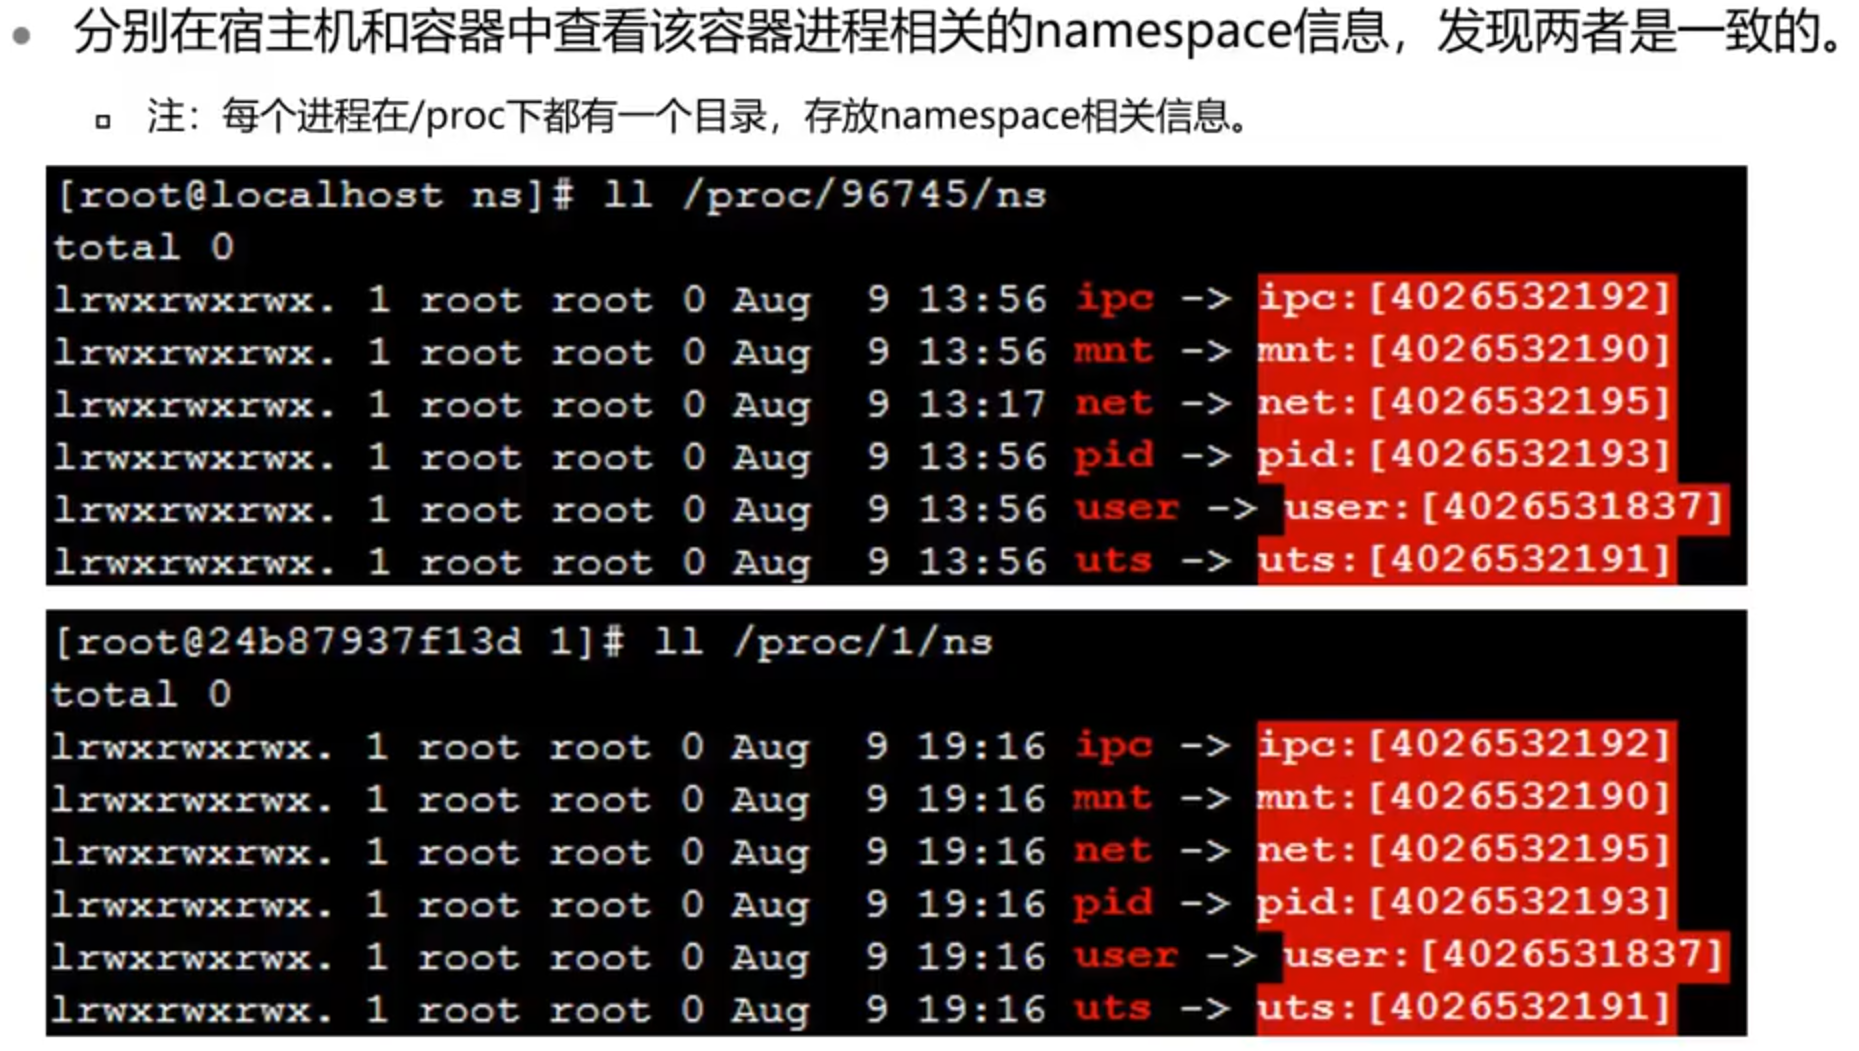 分别在宿主机和容器中查看该容器进程相关的namespace信息，发现两者是一致的。
注：每个进程在/proc下都有一个目录，存放namespace相关信息。
[root@localhost ns]# ll /proc/96745/ns
total 0
lrwxrwxrwx. 1 root root 0 Aug  9 13:56 ipc -> ipc:[4026532192]
lrwxrwxrwx. 1 root root 0 Aug  9 13:56 mnt -> mnt:[4026532190]
lrwxrwxrwx. 1 root root 0 Aug  9 13:17 net -> net:[4026532195]
lrwxrwxrwx. 1 root root 0 Aug  9 13:56 pid -> pid:[4026532193]
lrwxrwxrwx. 1 root root 0 Aug  9 13:56 user -> user:[4026531837]
lrwxrwxrwx. 1 root root 0 Aug  9 13:56 uts -> uts:[4026532191]
[root@24b87937f13d 1]# ll /proc/1/ns
total 0
lrwxrwxrwx. 1 root root 0 Aug  9 19:16 ipc -> ipc:[4026532192]
lrwxrwxrwx. 1 root root 0 Aug  9 19:16 mnt -> mnt:[4026532190]
lrwxrwxrwx. 1 root root 0 Aug  9 19:16 net -> net:[4026532195]
lrwxrwxrwx. 1 root root 0 Aug  9 19:16 pid -> pid:[4026532193]
lrwxrwxrwx. 1 root root 0 Aug  9 19:16 user -> user:[4026531837]
lrwxrwxrwx. 1 root root 0 Aug  9 19:16 uts -> uts:[4026532191]